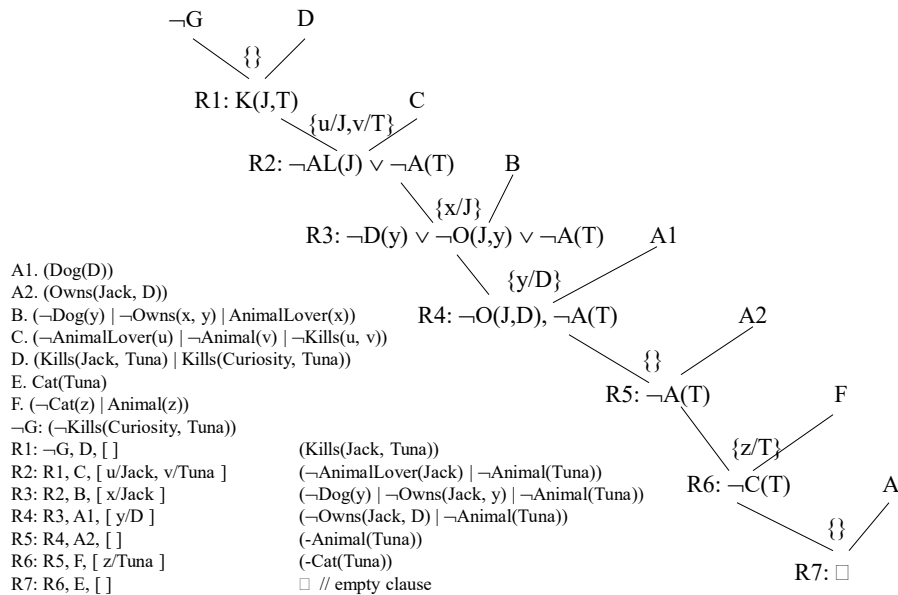 ¬G D
{}
R1: K(J,T) C
{u/J,v/T}
R2: ¬AL(J) ∨ ¬A(T) B
{x/J}
R3: ¬D(y) ∨ ¬O(J,y) ∨ ¬A(T) A1
{y/D}
R4: ¬O(J,D), ¬A(T) A2
{}
R5: ¬A(T) F
{z/T}
R6: ¬C(T) A
{}
R7: □
A1. (Dog(D))
A2. (Owns(Jack, D))
B. (¬Dog(y) | ¬Owns(x, y) | AnimalLover(x))
C. (¬AnimalLover(u) | ¬Animal(v) | ¬Kills(u, v))
D. (Kills(Jack, Tuna) | Kills(Curiosity, Tuna))
E. Cat(Tuna)
F. (¬Cat(z) | Animal(z))
¬G: (¬Kills(Curiosity, Tuna))
R1: ¬G, D, [ ] (Kills(Jack, Tuna))
R2: R1, C, [ u/Jack, v/Tuna ] (¬AnimalLover(Jack) | ¬Animal(Tuna))
R3: R2, B, [ x/Jack ] (¬Dog(y) | ¬Owns(Jack, y) | ¬Animal(Tuna))
R4: R3, A1, [ y/D ] (¬Owns(Jack, D) | ¬Animal(Tuna))
R5: R4, A2, [ ] (-Animal(Tuna))
R6: R5, F, [ z/Tuna ] (-Cat(Tuna))
R7: R6, E, [ ] □ // empty clause